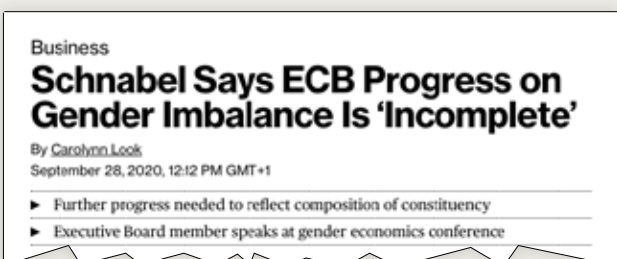 Business
Schnabel Says ECB Progress on
Gender Imbalance Is ‘Incomplete’
By Carolynn Look
September 28, 2020, 12:12 PM GMT+1
▶ Further progress needed to reflect composition of constituency
▶ Executive Board member speaks at gender economics conference